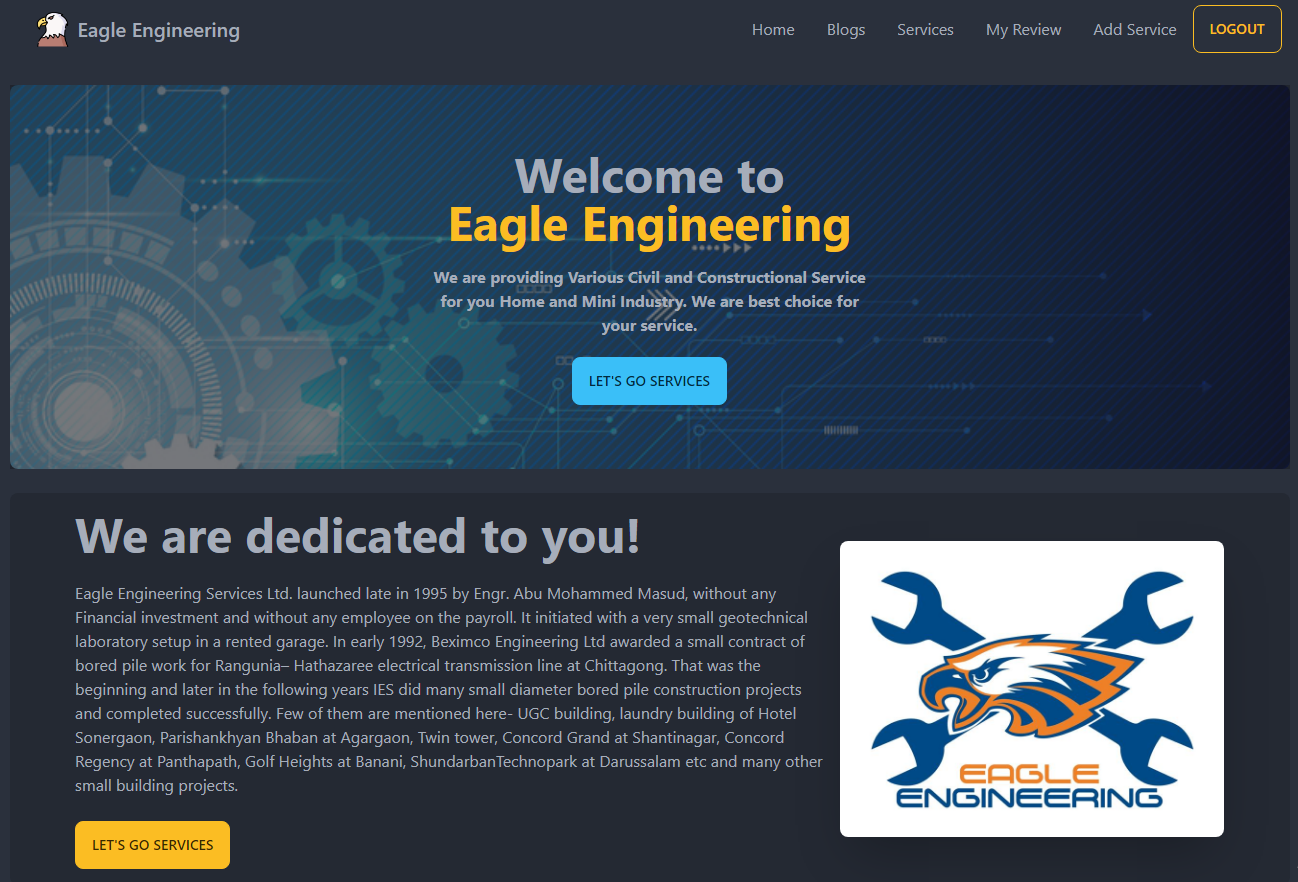 Eagle Engineering
Home
Blogs
Services
My Review
Add Service
LOGOUT
Welcome to
Eagle Engineering
We are providing Various Civil and Constructional Service
for you Home and Mini Industry. We are best choice for
your service.
LET'S GO SERVICES
We are dedicated to you!
Eagle Engineering Services Ltd. launched late in 1995 by Engr. Abu Mohammed Masud, without any
Financial investment and without any employee on the payroll. It initiated with a very small geotechnical
laboratory setup in a rented garage. In early 1992, Beximco Engineering Ltd awarded a small contract of
bored pile work for Rangunia– Hathazaree electrical transmission line at Chittagong. That was the
beginning and later in the following years IES did many small diameter bored pile construction projects
and completed successfully. Few of them are mentioned here- UGC building, laundry building of Hotel
Sonergaon, Parishankhyan Bhaban at Agargaon, Twin tower, Concord Grand at Shantinagar, Concord
Regency at Panthapath, Golf Heights at Banani, ShundarbanTechnopark at Darussalam etc and many other
small building projects.
LET'S GO SERVICES
EAGLE
ENGINEERING